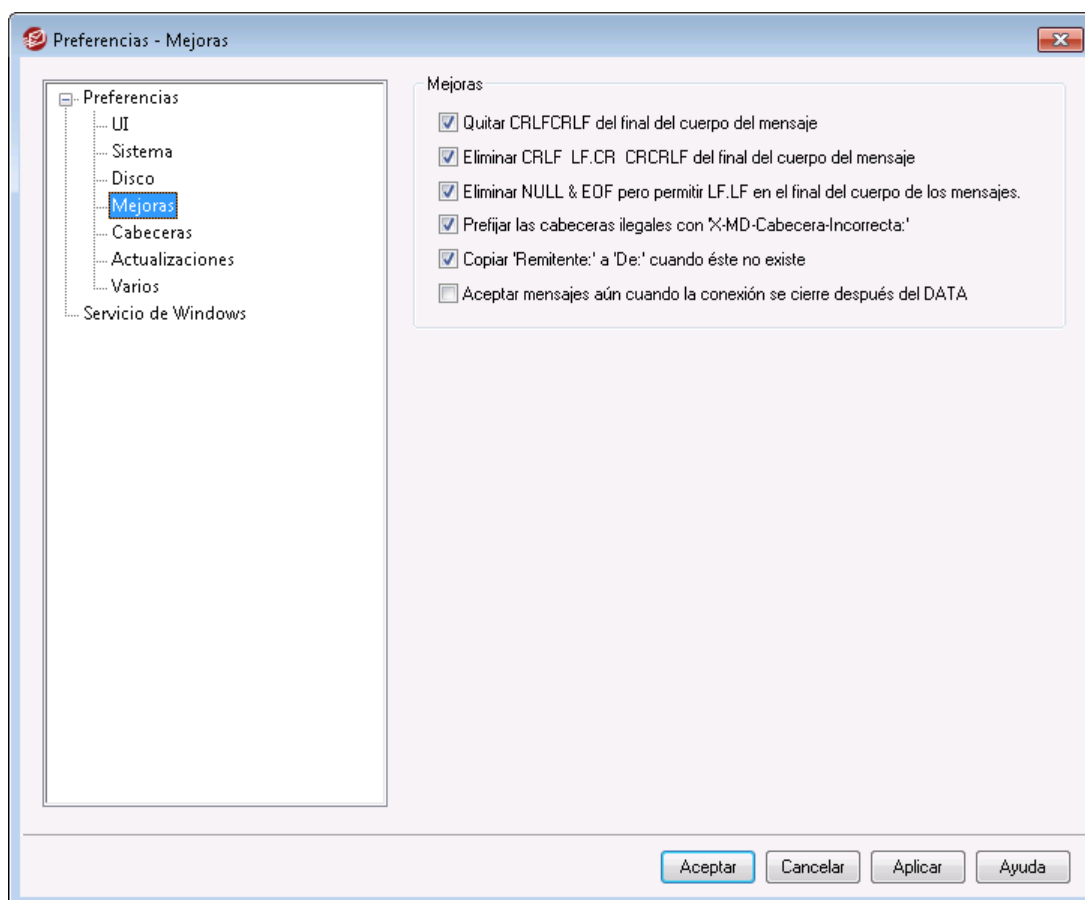 Preferencias - Mejoras
Preferencias
UI
Sistema
Disco
Mejoras
Cabeceras
Actualizaciones
Varios
Servicio de Windows
Mejoras
Quitar CRLFCRLF del final del cuerpo del mensaje
Eliminar CRLF LF.CR CRCRLF del final del cuerpo del mensaje
Eliminar NULL & EOF pero permitir LF.LF en el final del cuerpo de los mensajes.
Prefijar las cabeceras ilegales con 'X-MD-Cabecera-Incorrecta:'
Copiar 'Remitente:' a 'De:' cuando éste no existe
Aceptar mensajes aún cuando la conexión se cierre después del DATA
Aceptar Cancelar Aplicar Ayuda